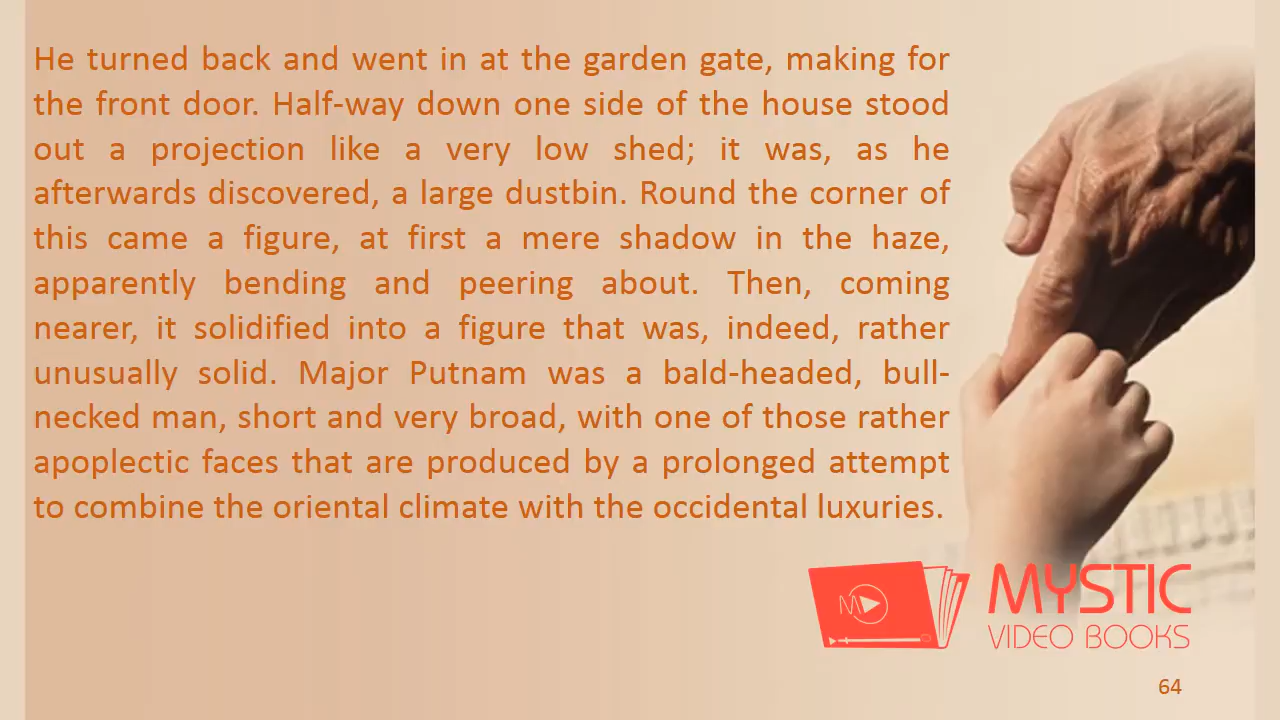 He turned back and went in at the garden gate, making for
the front door. Half-way down one side of the house stood
out a projection like a very low shed; it was, as he
afterwards discovered, a large dustbin. Round the corner of
this came a figure, at first a mere shadow in the haze,
apparently bending and peering about. Then, coming
nearer, it solidified into a figure that was, indeed, rather
unusually solid. Major Putnam was a bald-headed, bull-
necked man, short and very broad, with one of those rather
apoplectic faces that are produced by a prolonged attempt
to combine the oriental climate with the occidental luxuries.
M
MYSTIC
VIDEO BOOKS
64